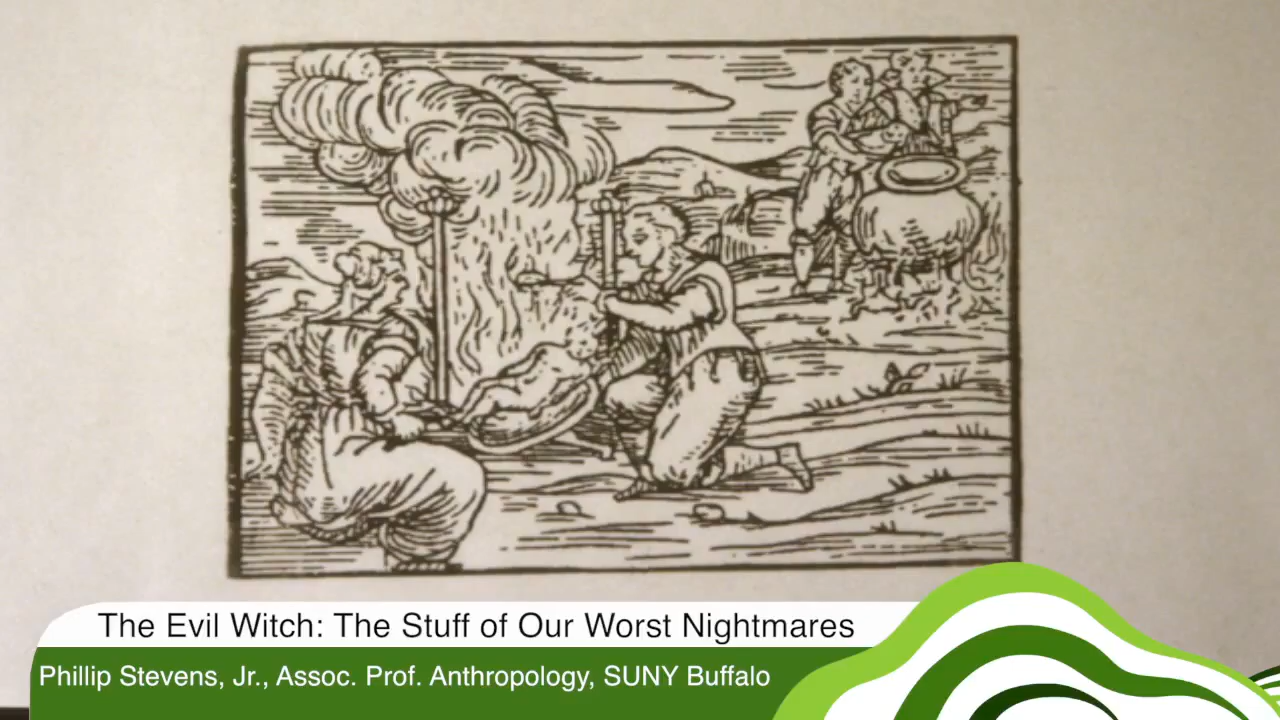 The Evil Witch: The Stuff of Our Worst Nightmares
Phillip Stevens, Jr., Assoc. Prof. Anthropology, SUNY Buffalo